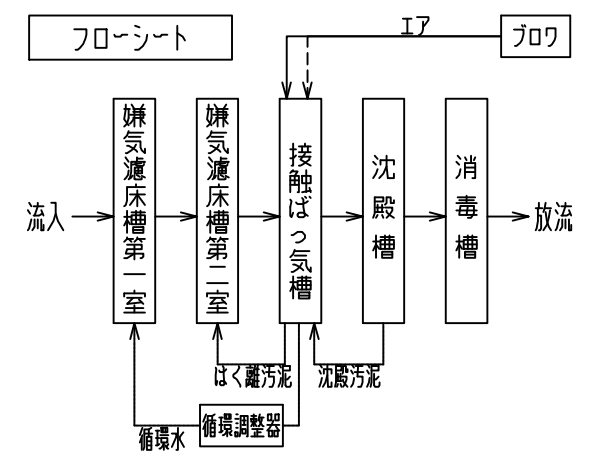 フローシート
エア
ブロワ
流入
嫌気濾床槽第一室
嫌気濾床槽第二室
接触ばっ気槽
沈殿槽
消毒槽
放流
はく離汚泥
沈殿汚泥
循環水
循環調整器